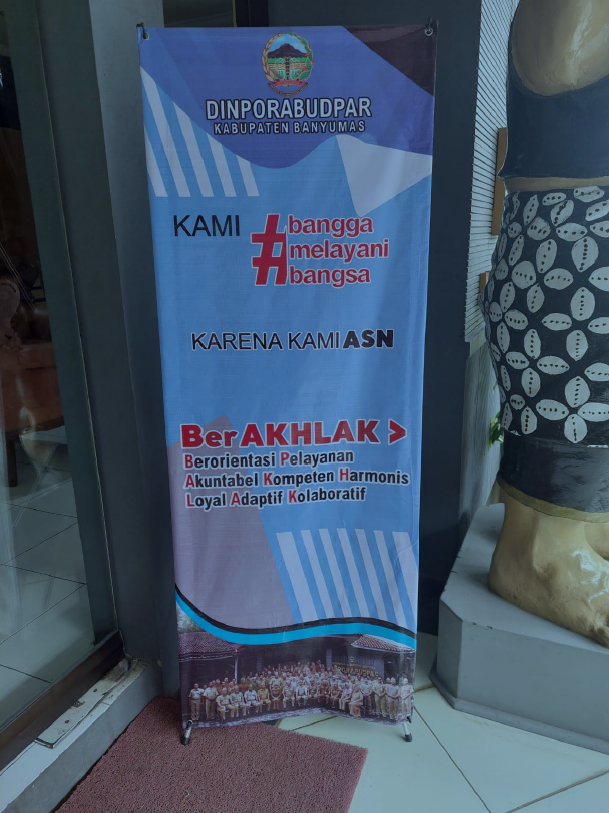 DINPORABUDPAR
KABUPATEN BANYUMAS
KAMI #bangga
melayani
bangsa
KARENA KAMI ASN
BerAKHLAK >
Berorientasi Pelayanan
Akuntabel Kompeten Harmonis
Loyal Adaptif Kolaboratif